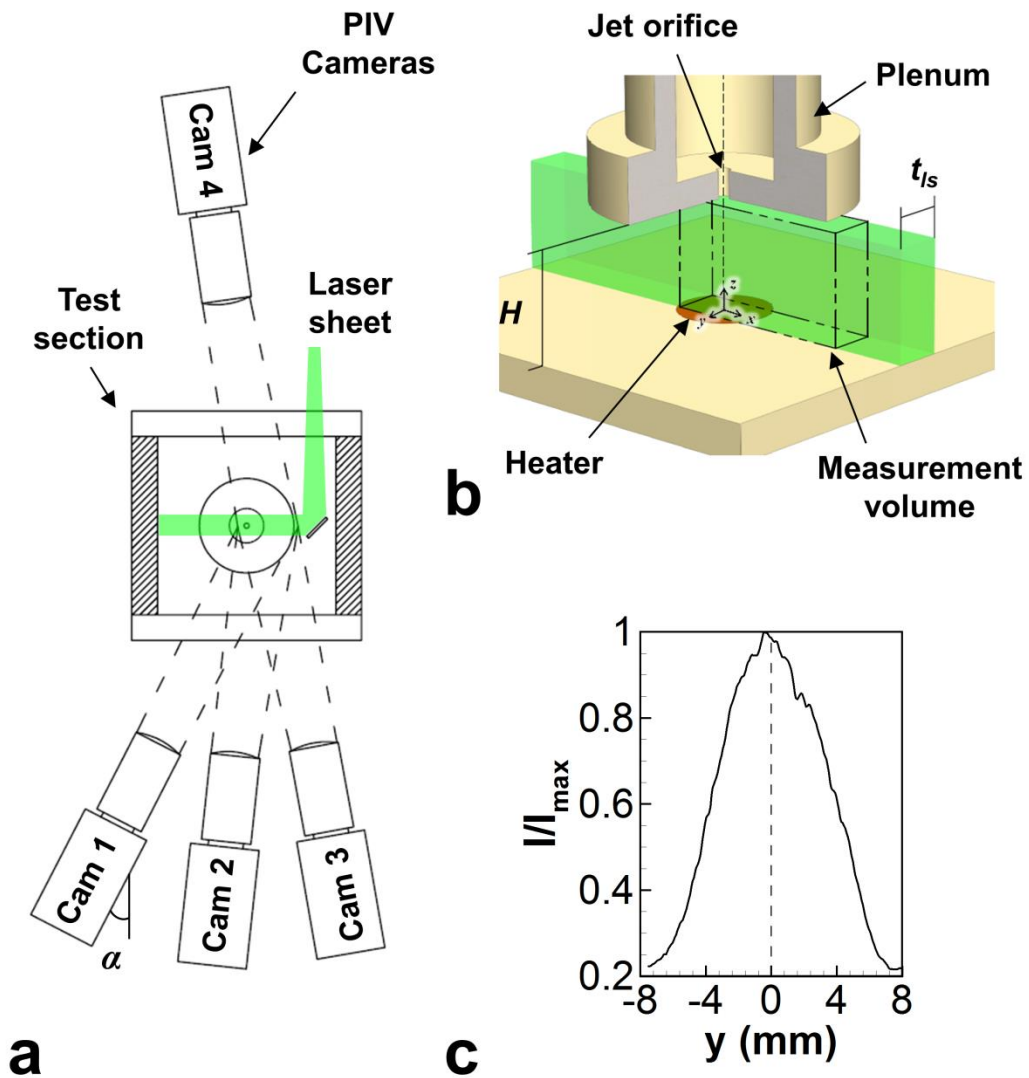 PIV
Cameras
Cam 4
Test
section
Laser
sheet
Cam 1
Cam 2
Cam 3
α
a
Jet orifice
Plenum
t_ls
H
z
y
x
Heater
Measurement
volume
b
I/I_max
1
0.8
0.6
0.4
0.2
-8
-4
0
4
8
y (mm)
c